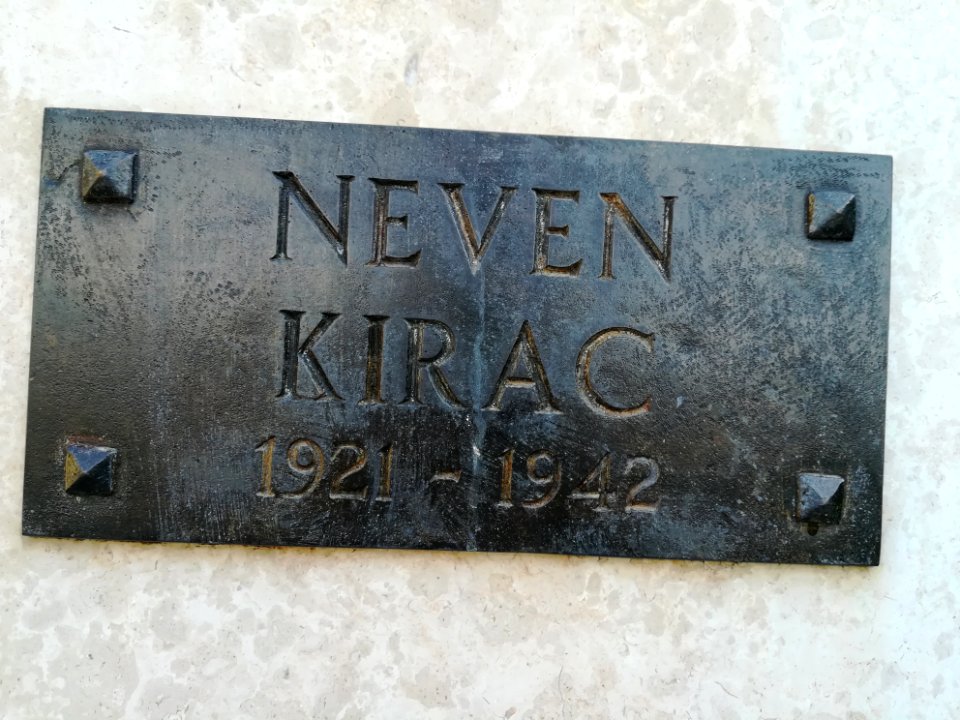 NEVEN
KIRAC
1921 - 1942